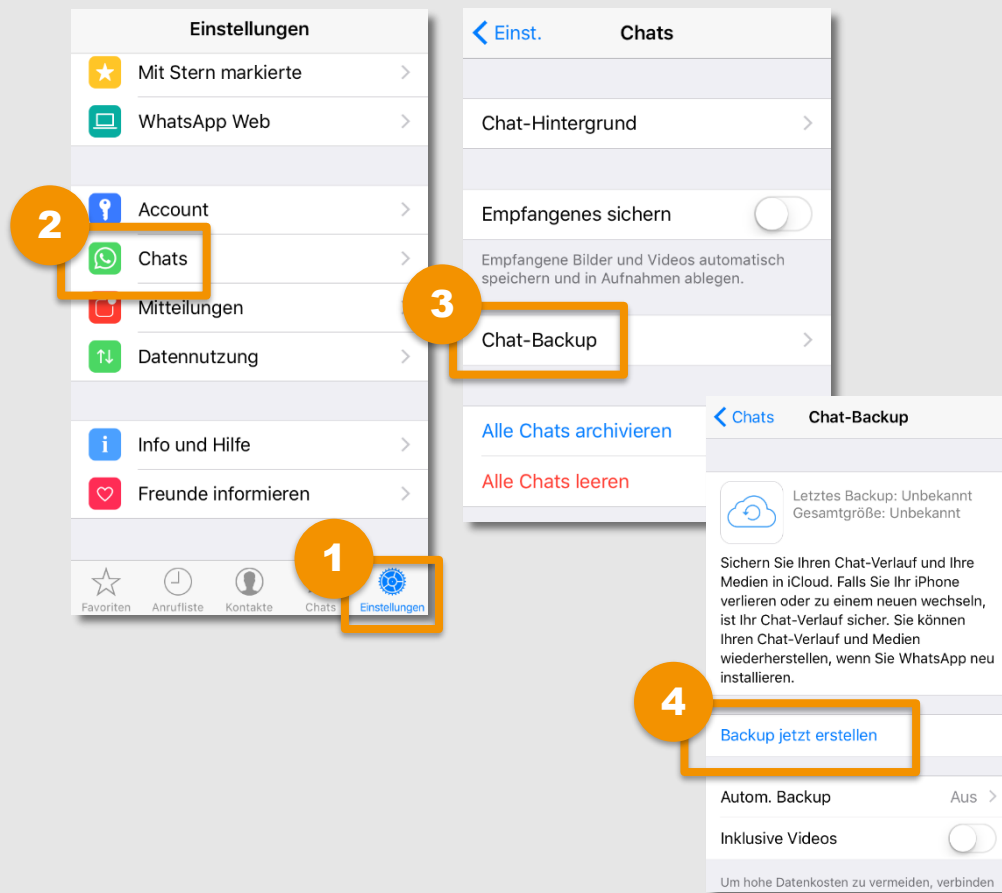 Einstellungen
Mit Stern markierte
WhatsApp Web
2
Account
Chats
Mitteilungen
Datennutzung
Info und Hilfe
Freunde informieren
1
Favoriten
Anrufliste
Kontakte
Chats
Einstellungen
Einst.
Chats
Chat-Hintergrund
Empfangenes sichern
Empfangene Bilder und Videos automatisch
speichern und in Aufnahmen ablegen.
3
Chat-Backup
Alle Chats archivieren
Alle Chats leeren
Chats
Chat-Backup
Letztes Backup: Unbekannt
Gesamtgröße: Unbekannt
Sichern Sie Ihren Chat-Verlauf und Ihre
Medien in iCloud. Falls Sie Ihr iPhone
verlieren oder zu einem neuen wechseln,
ist Ihr Chat-Verlauf sicher. Sie können
Ihren Chat-Verlauf und Medien
wiederherstellen, wenn Sie WhatsApp neu
installieren.
4
Backup jetzt erstellen
Autom. Backup Aus
Inklusive Videos
Um hohe Datenkosten zu vermeiden, verbinden